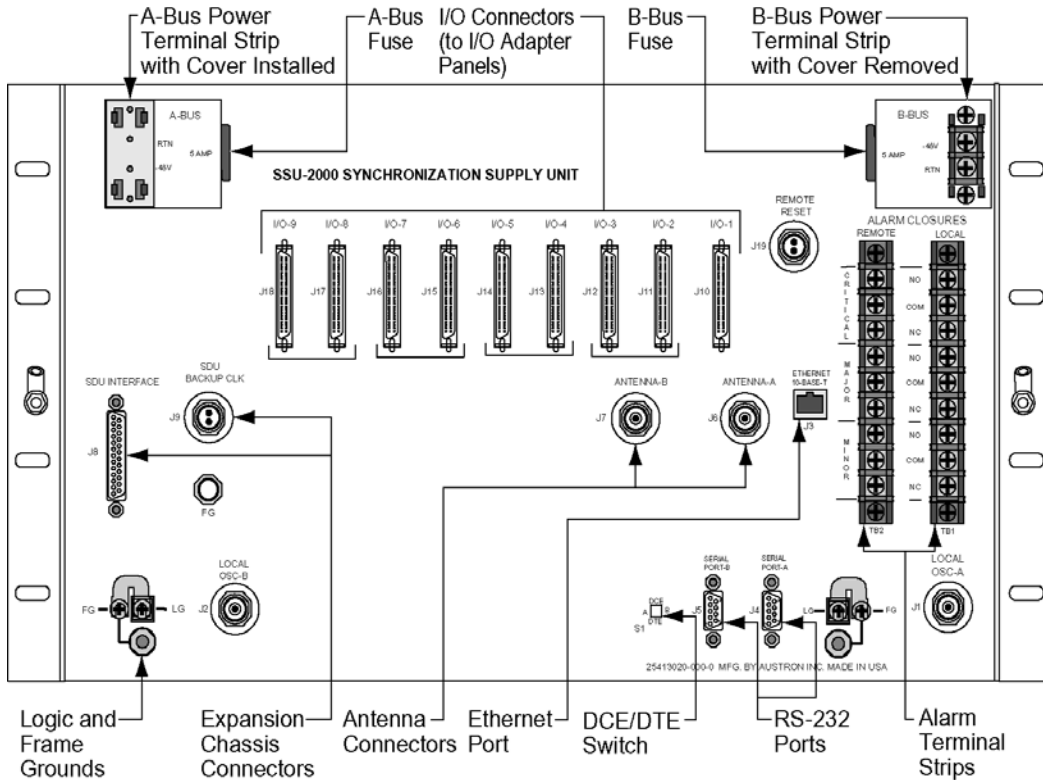 A-Bus Power
Terminal Strip
with Cover Installed
A-Bus
Fuse
I/O Connectors
(to I/O Adapter
Panels)
B-Bus
Fuse
B-Bus Power
Terminal Strip
with Cover Removed
A-BUS
RTN
5 AMP
-48V
B-BUS
-48V
5 AMP
RTN
SSU-2000 SYNCHRONIZATION SUPPLY UNIT
REMOTE
RESET
J19
ALARM CLOSURES
REMOTE
LOCAL
I/O-9
I/O-8
I/O-7
I/O-6
I/O-5
I/O-4
I/O-3
I/O-2
I/O-1
J18
J17
J16
J15
J14
J13
J12
J11
J10
CRITICAL
NO
COM
NC
MAJOR
NO
COM
NC
MINOR
NO
COM
NC
TB2
TB1
SDU INTERFACE
J8
SDU
BACKUP CLK
J9
FG
ANTENNA-B
J7
ANTENNA-A
J6
ETHERNET
10-BASE-T
J3
FG
LG
LOCAL
OSC-B
J2
DCE
A B
DTE
S1
SERIAL
PORT-B
J5
SERIAL
PORT-A
J4
LG
FG
LOCAL
OSC-A
J1
25413020-000-0 MFG. BY AUSTRON INC. MADE IN USA
Logic and
Frame
Grounds
Expansion
Chassis
Connectors
Antenna
Connectors
Ethernet
Port
DCE/DTE
Switch
RS-232
Ports
Alarm
Terminal
Strips